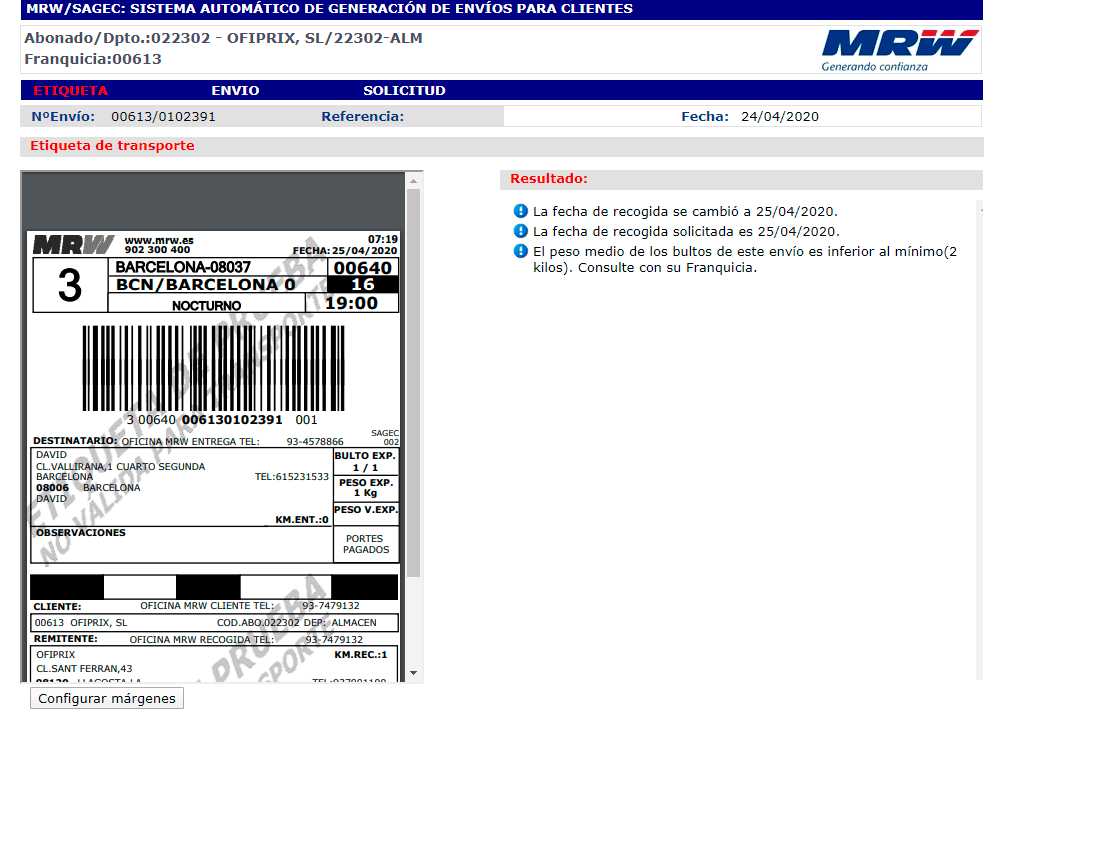 MRW/SAGEC: SISTEMA AUTOMÁTICO DE GENERACIÓN DE ENVÍOS PARA CLIENTES
Abonado/Dpto.:022302 - OFIPRIX, SL/22302-ALM
Franquicia:00613
MRW
Generando confianza
ETIQUETA ENVIO SOLICITUD
NºEnvío: 00613/0102391 Referencia: Fecha: 24/04/2020
Etiqueta de transporte
MRW www.mrw.es 07:19
902 300 400 FECHA:25/04/2020
3 BARCELONA-08037 00640
BCN/BARCELONA 0 16
NOCTURNO 19:00
3 00640 006130102391 001
SAGEC
DESTINATARIO: OFICINA MRW ENTREGA TEL: 93-4578866 002
DAVID BULTO EXP.
CL.VALLIRANA,1 CUARTO SEGUNDA 1 / 1
BARCELONA TEL:615231533
08006 BARCELONA PESO EXP.
DAVID 1 Kg
PESO V.EXP.
KM.ENT.:0
OBSERVACIONES
PORTES
PAGADOS
ETIQUETA DE PRUEBA
NO VÁLIDA PARA TRANSPORTE
CLIENTE: OFICINA MRW CLIENTE TEL: 93-7479132
00613 OFIPRIX, SL COD.ABO.022302 DEP: ALMACEN
REMITENTE: OFICINA MRW RECOGIDA TEL: 93-7479132
OFIPRIX KM.REC.:1
CL.SANT FERRAN,43
PRUEBA
Configurar márgenes
Resultado:
La fecha de recogida se cambió a 25/04/2020.
La fecha de recogida solicitada es 25/04/2020.
El peso medio de los bultos de este envío es inferior al mínimo(2
kilos). Consulte con su Franquicia.